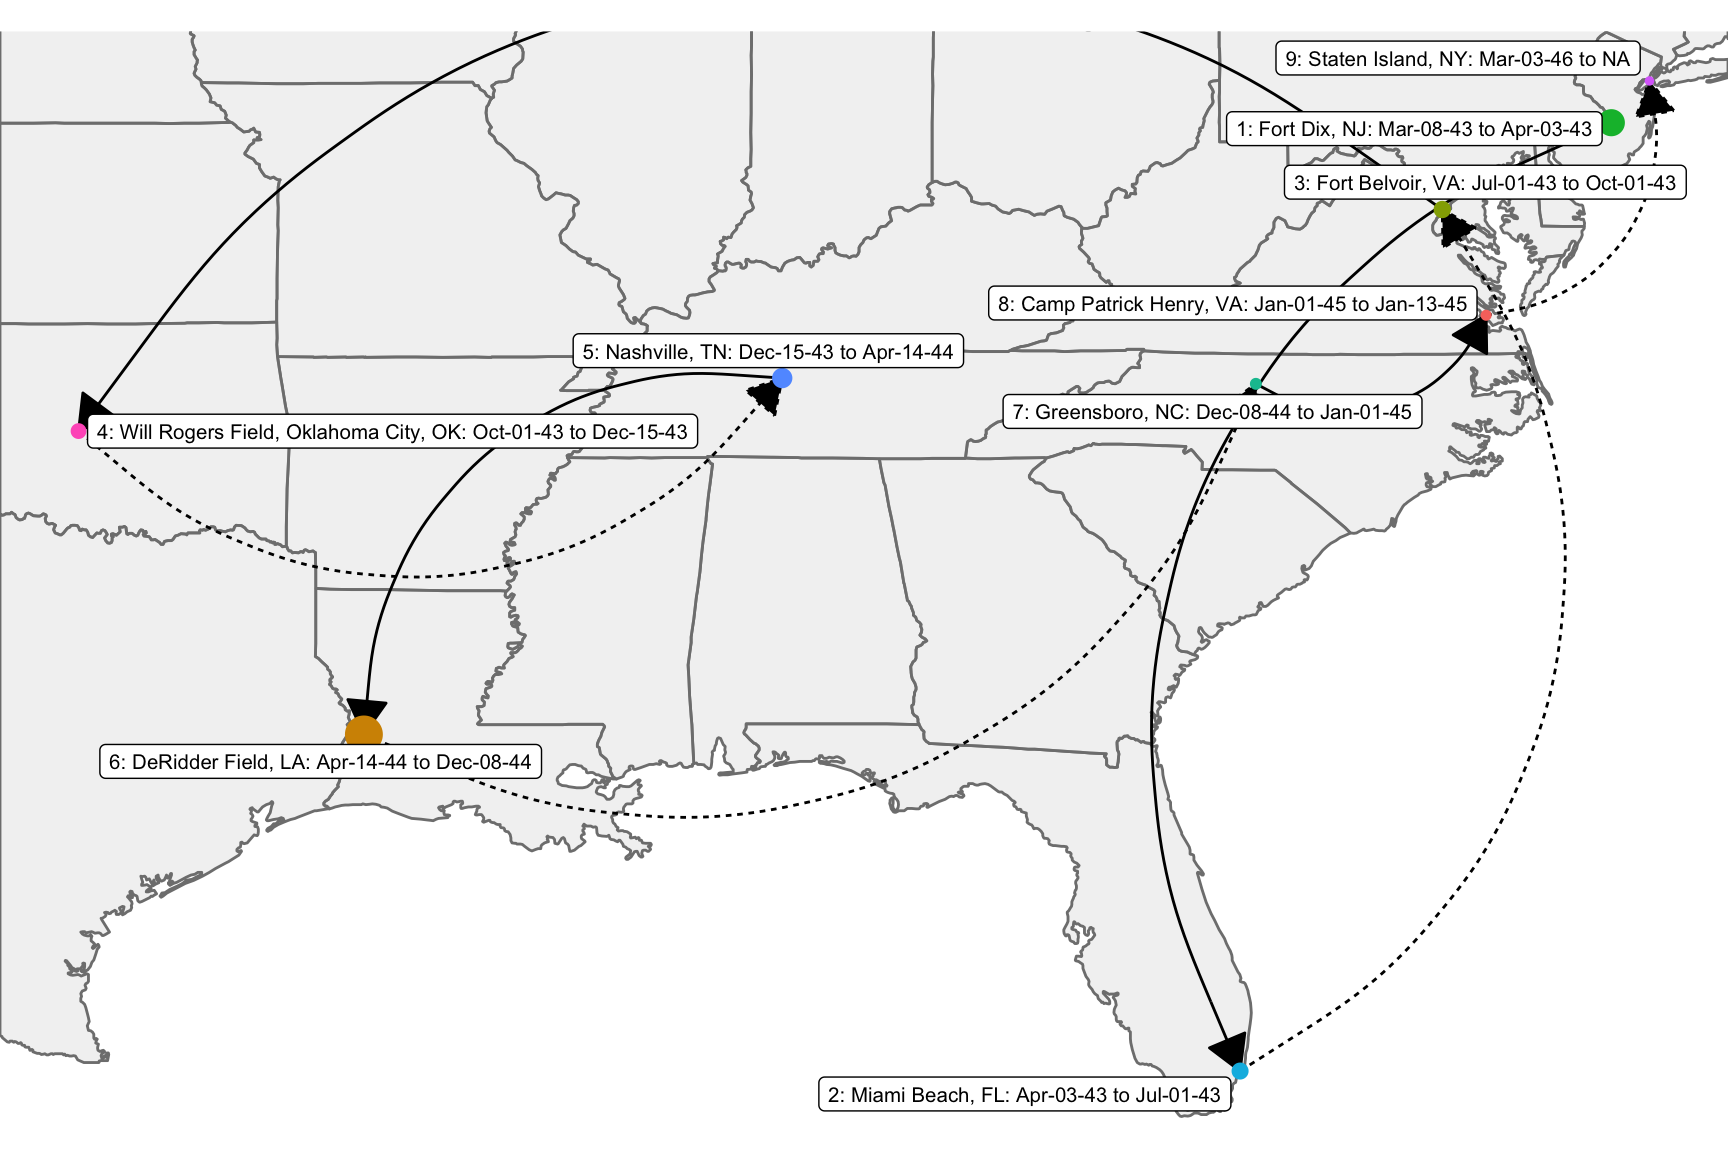 9: Staten Island, NY: Mar-03-46 to NA
1: Fort Dix, NJ: Mar-08-43 to Apr-03-43
3: Fort Belvoir, VA: Jul-01-43 to Oct-01-43
8: Camp Patrick Henry, VA: Jan-01-45 to Jan-13-45
5: Nashville, TN: Dec-15-43 to Apr-14-44
7: Greensboro, NC: Dec-08-44 to Jan-01-45
4: Will Rogers Field, Oklahoma City, OK: Oct-01-43 to Dec-15-43
6: DeRidder Field, LA: Apr-14-44 to Dec-08-44
2: Miami Beach, FL: Apr-03-43 to Jul-01-43